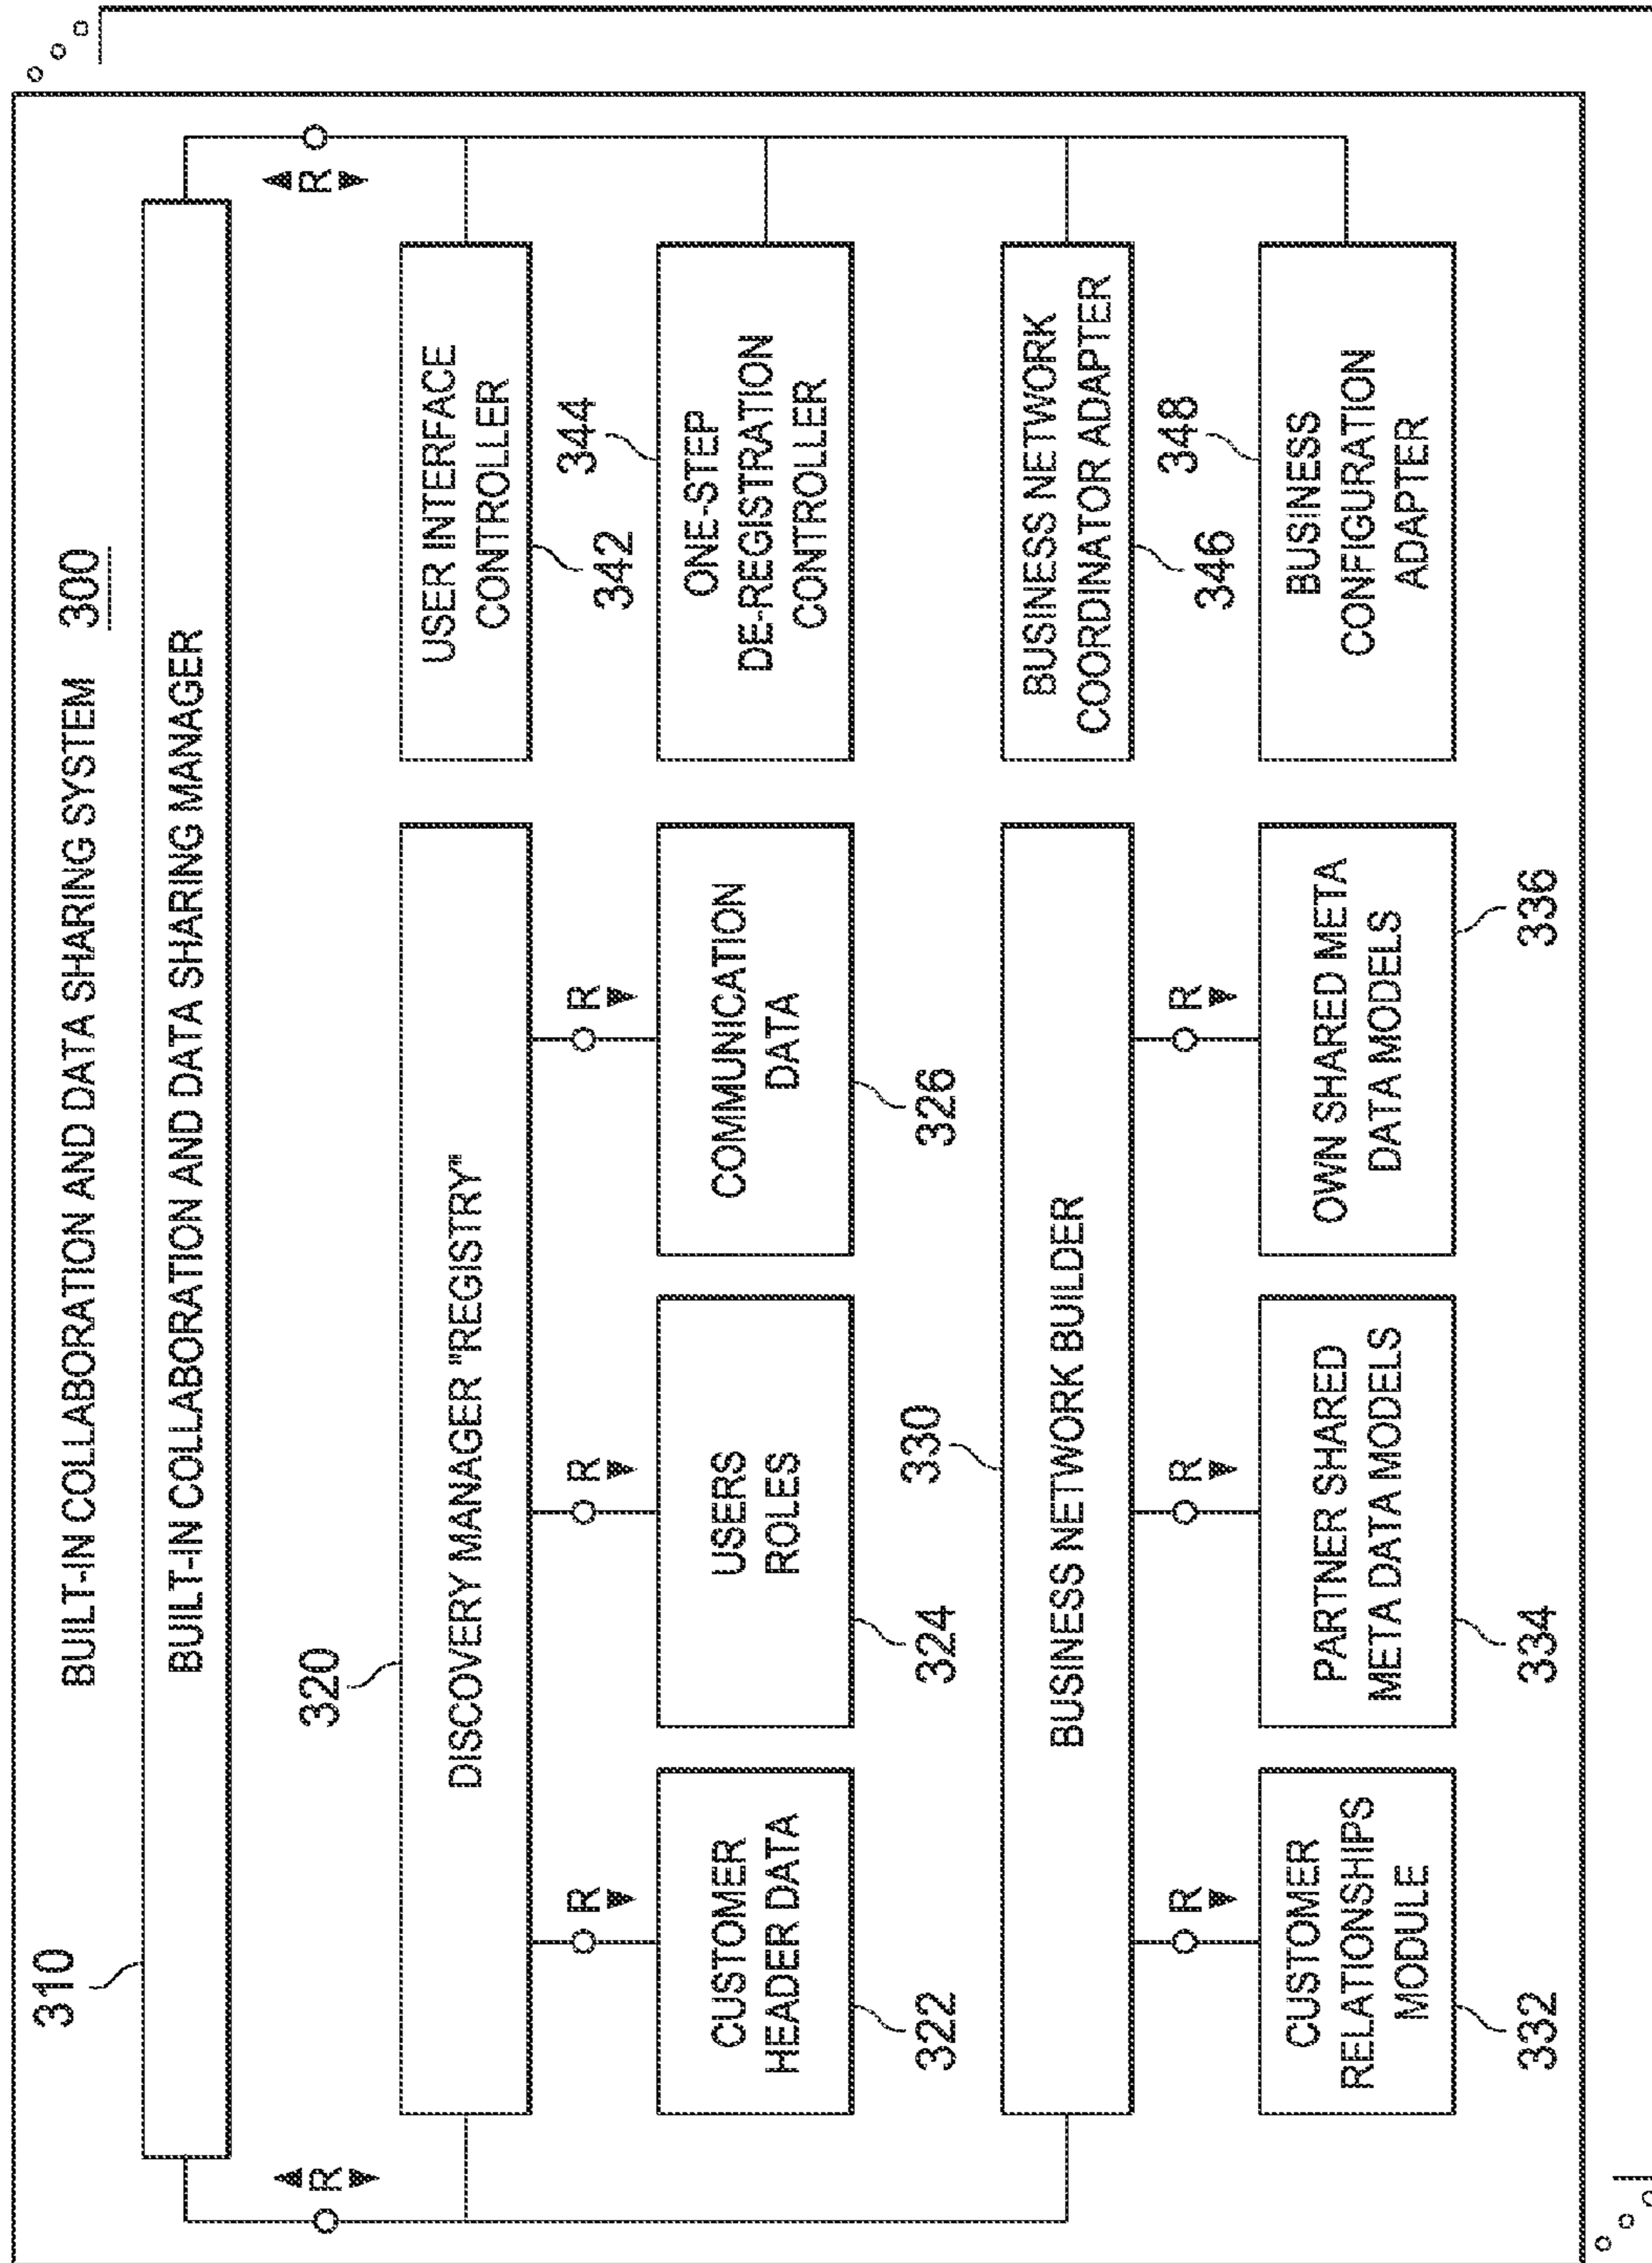 BUILT-IN COLLABORATION AND DATA SHARING SYSTEM 300
310
BUILT-IN COLLABORATION AND DATA SHARING MANAGER
R
R
320
DISCOVERY MANAGER "REGISTRY"
USER INTERFACE
CONTROLLER
342
R
R
R
344
CUSTOMER
HEADER DATA
322
USERS
ROLES
324
COMMUNICATION
DATA
326
ONE-STEP
DE-REGISTRATION
CONTROLLER
330
BUSINESS NETWORK BUILDER
BUSINESS NETWORK
COORDINATOR ADAPTER
346
R
R
R
348
CUSTOMER
RELATIONSHIPS
MODULE
332
PARTNER SHARED
META DATA MODELS
334
OWN SHARED META
DATA MODELS
336
BUSINESS
CONFIGURATION
ADAPTER